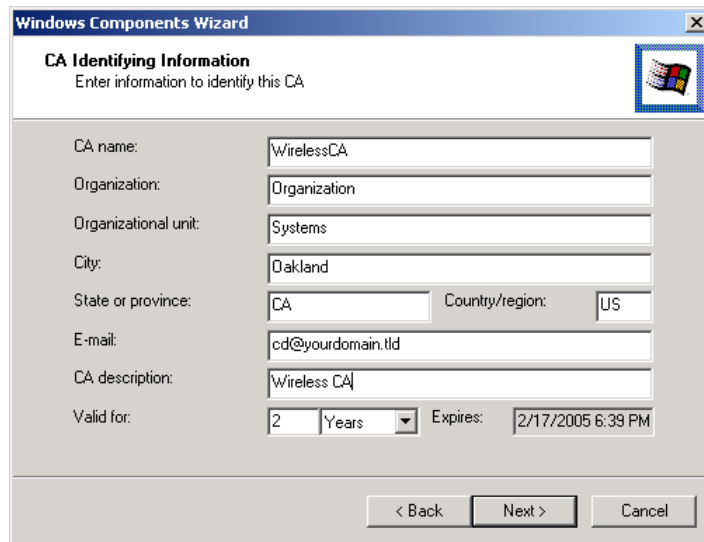 Windows Components Wizard
CA Identifying Information
Enter information to identify this CA
CA name: WirelessCA
Organization: Organization
Organizational unit: Systems
City: Oakland
State or province: CA Country/region: US
E-mail: cd@yourdomain.tld
CA description: Wireless CA
Valid for: 2 Years Expires: 2/17/2005 6:39 PM
< Back Next > Cancel